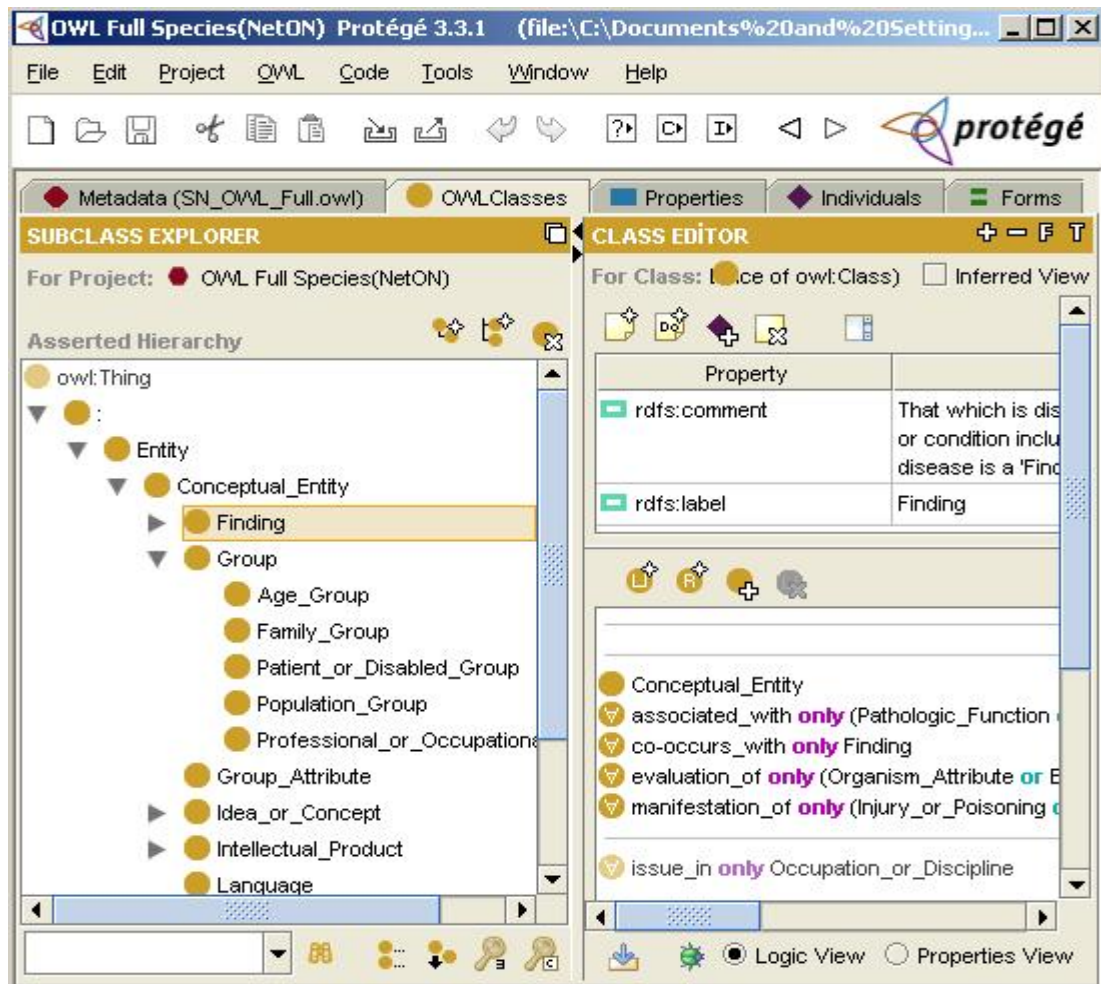 OWL Full Species(NetON) Protégé 3.3.1 (file:\C:\Documents%20and%20Setting...
File Edit Project OWL Code Tools Window Help
protégé
Metadata (SN_OWL_Full.owl) OWLClasses Properties Individuals Forms
SUBCLASS EXPLORER
For Project: OWL Full Species(NetON)
Asserted Hierarchy
owl:Thing
:
Entity
Conceptual_Entity
Finding
Group
Age_Group
Family_Group
Patient_or_Disabled_Group
Population_Group
Professional_or_Occupationa
Group_Attribute
Idea_or_Concept
Intellectual_Product
Language
CLASS EDİTOR F T
For Class: ce of owl:Class) Inferred View
Property
rdfs:comment That which is dis
or condition inclu
disease is a 'Find
rdfs:label Finding
Conceptual_Entity
associated_with only (Pathologic_Function
co-occurs_with only Finding
evaluation_of only (Organism_Attribute or E
manifestation_of only (Injury_or_Poisoning
issue_in only Occupation_or_Discipline
Logic View Properties View